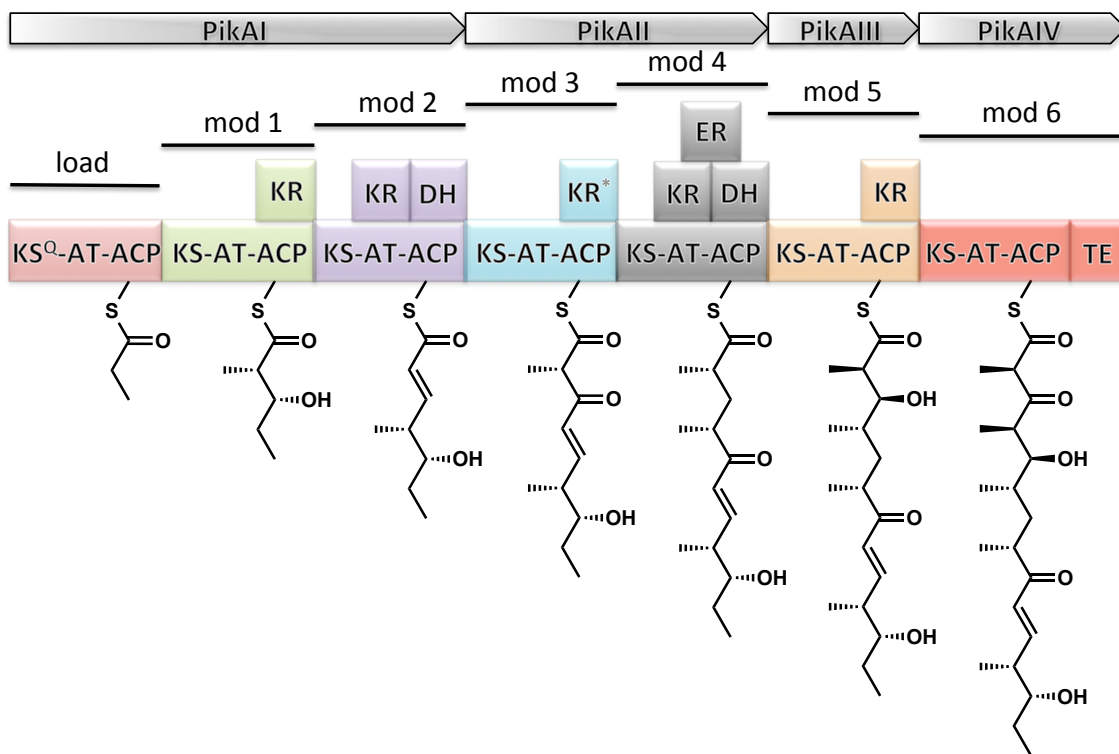 PikAI PikAII PikAIII PikAIV
mod 4
mod 3
mod 2 mod 5
mod 1 mod 6
load
ER
KR KR DH KR* KR DH KR
KSQ-AT-ACP KS-AT-ACP KS-AT-ACP KS-AT-ACP KS-AT-ACP KS-AT-ACP KS-AT-ACP TE
S S S S S S S
O O O O O O O
OH O OH O
OH O OH
OH O
OH O
OH
OH
OH